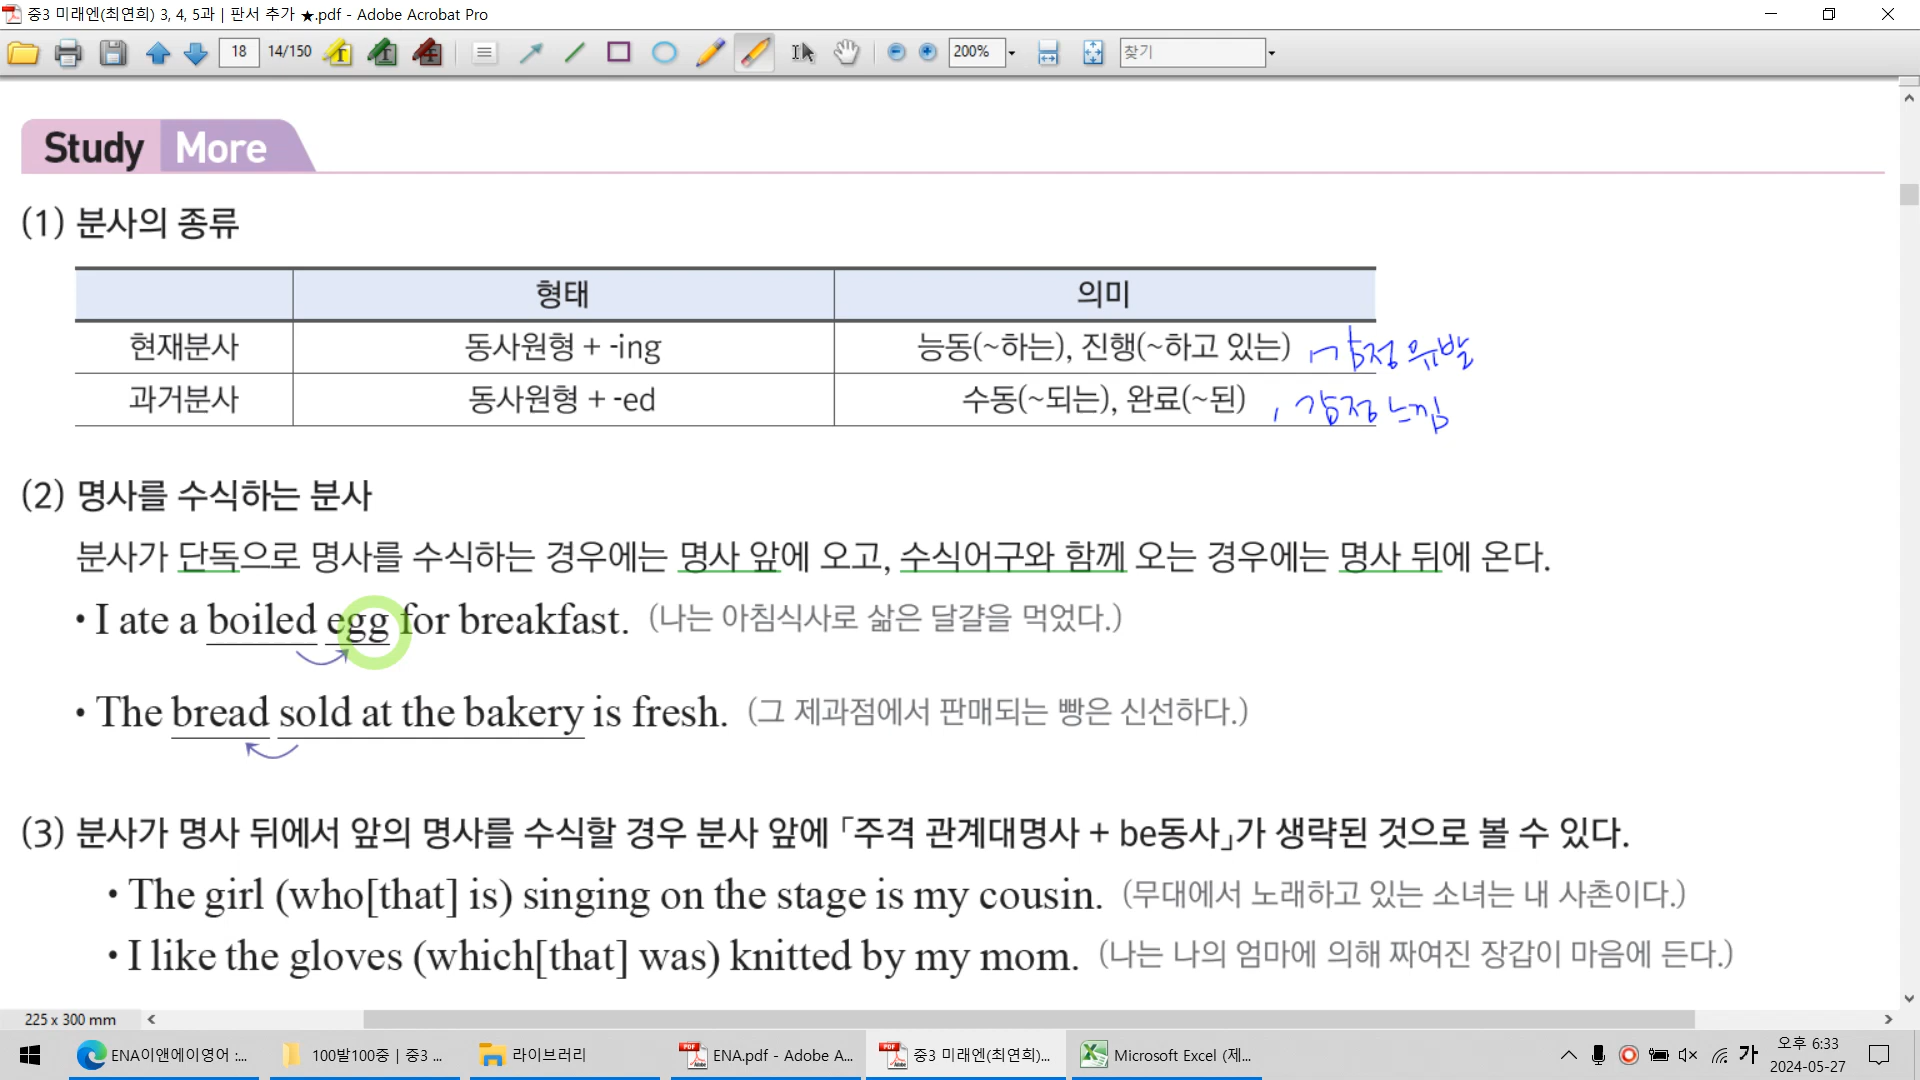 중3 미래엔(최연희) 3, 4, 5과 | 판서 추가 ★.pdf - Adobe Acrobat Pro
18 14/150 200% 찾기
Study More
(1) 분사의 종류
형태 의미
현재분사 동사원형 + -ing 능동(~하는), 진행(~하고 있는) , 감정 유발
과거분사 동사원형 + -ed 수동(~되는), 완료(~된) , 감정 느낌
(2) 명사를 수식하는 분사
분사가 단독으로 명사를 수식하는 경우에는 명사 앞에 오고, 수식어구와 함께 오는 경우에는 명사 뒤에 온다.
• I ate a boiled egg for breakfast. (나는 아침식사로 삶은 달걀을 먹었다.)
• The bread sold at the bakery is fresh. (그 제과점에서 판매되는 빵은 신선하다.)
(3) 분사가 명사 뒤에서 앞의 명사를 수식할 경우 분사 앞에 「주격 관계대명사 + be동사」가 생략된 것으로 볼 수 있다.
• The girl (who[that] is) singing on the stage is my cousin. (무대에서 노래하고 있는 소녀는 내 사촌이다.)
• I like the gloves (which[that] was) knitted by my mom. (나는 나의 엄마에 의해 짜여진 장갑이 마음에 든다.)
225 x 300 mm
ENA이앤에이영어 :... 100발100중 | 중3 ... 라이브러리 ENA.pdf - Adobe A... 중3 미래엔(최연희)... Microsoft Excel (제... 가 오후 6:33
2024-05-27